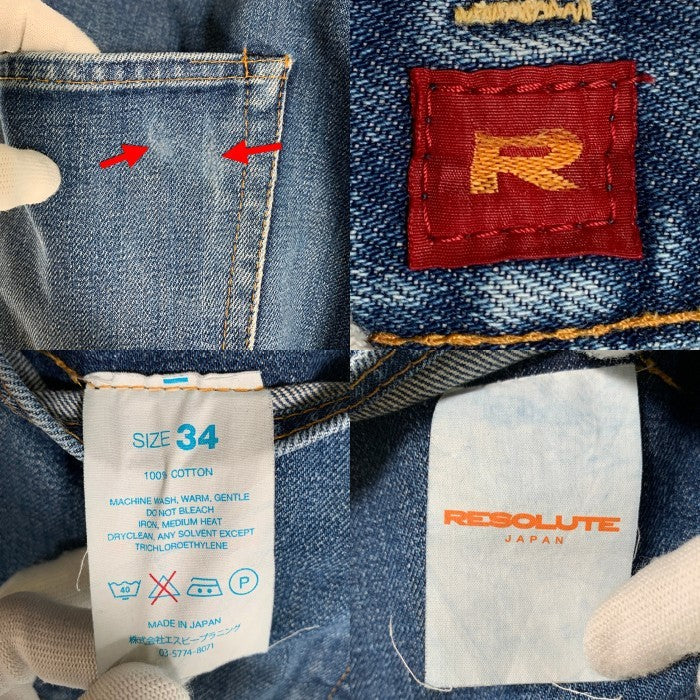 R
SIZE 34
100% COTTON
MACHINE WASH, WARM, GENTLE
DO NOT BLEACH
IRON, MEDIUM HEAT
DRYCLEAN, ANY SOLVENT EXCEPT
TRICHLOROETHYLENE
40 P
MADE IN JAPAN
株式会社エスピープラニング
03-5774-8071
RESOLUTE
JAPAN